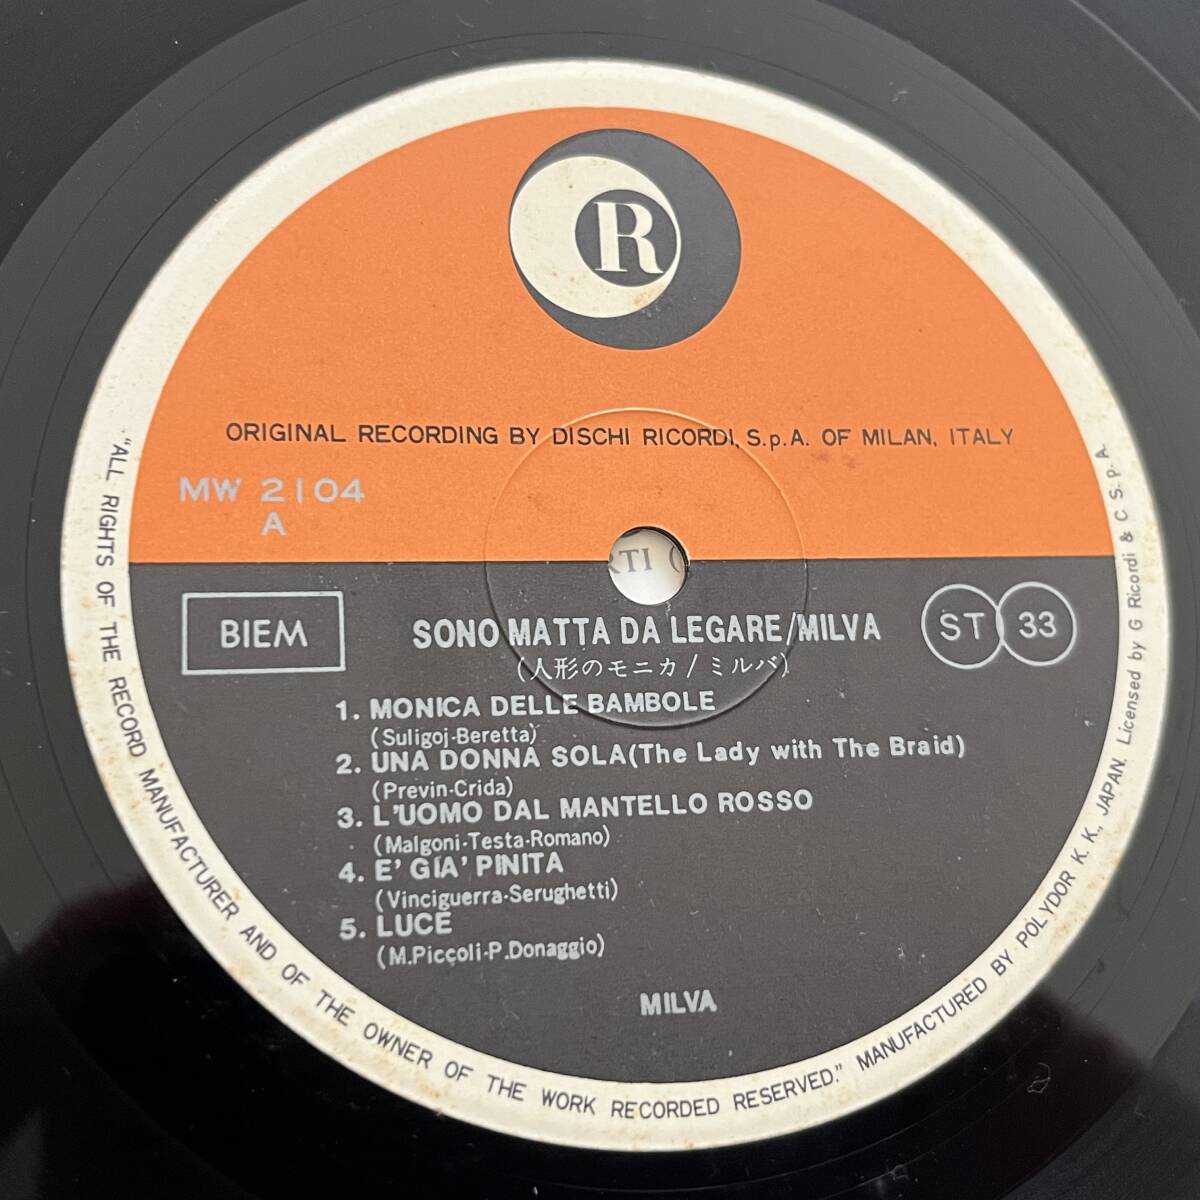 R
ORIGINAL RECORDING BY DISCHI RICORDI, S.p.A. OF MILAN, ITALY
MW 2104
A
RTI
BIEM
SONO MATTA DA LEGARE/MILVA
(人形のモニカ/ミルバ)
ST 33
1. MONICA DELLE BAMBOLE
(Suligoj-Beretta)
2. UNA DONNA SOLA(The Lady with The Braid)
(Previn-Crida)
3. L'UOMO DAL MANTELLO ROSSO
(Malgoni-Testa-Romano)
4. E' GIA' PINITA
(Vinciguerra-Serughetti)
5. LUCE
(M.Piccoli-P.Donaggio)
MILVA
"ALL RIGHTS OF THE RECORD MANUFACTURER AND OF THE OWNER OF THE WORK RECORDED RESERVED." MANUFACTURED BY POLYDOR K. K., JAPAN. Licensed by G Ricordi & C S. p. A.